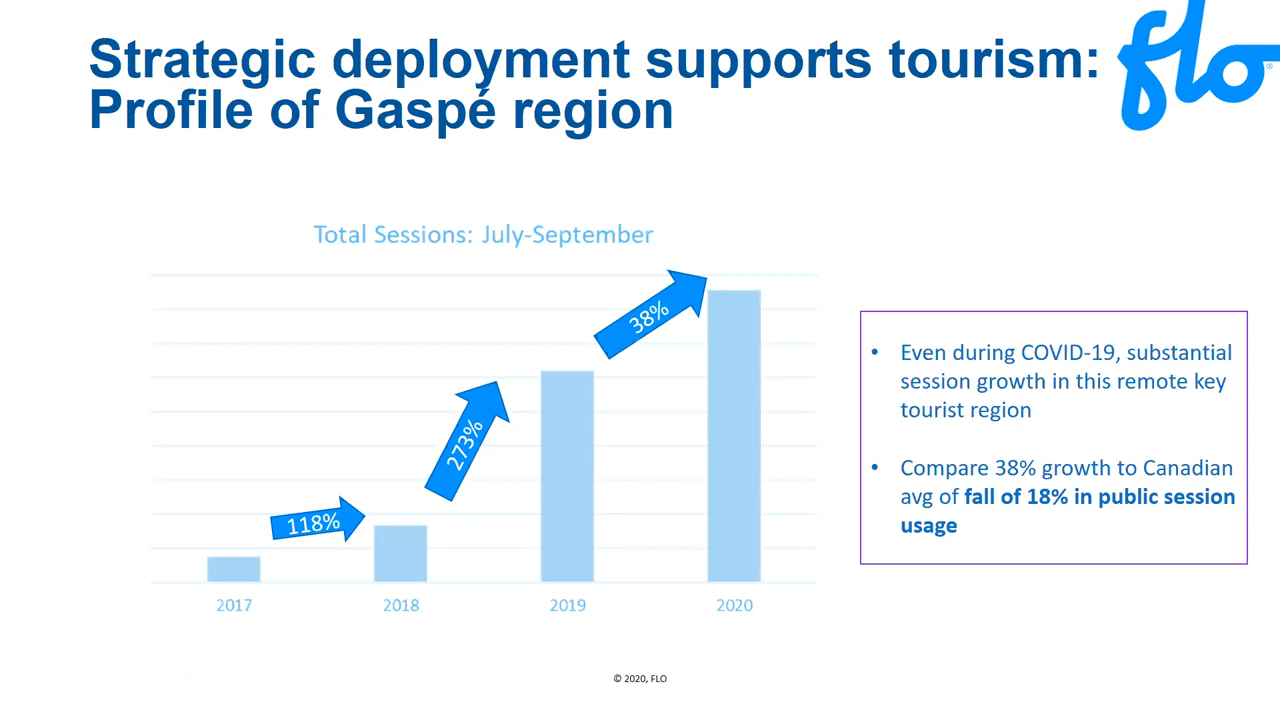 Strategic deployment supports tourism:
Profile of Gaspé region
flo®
Total Sessions: July-September
118%
273%
38%
2017
2018
2019
2020
• Even during COVID-19, substantial
session growth in this remote key
tourist region
• Compare 38% growth to Canadian
avg of fall of 18% in public session
usage
© 2020, FLO